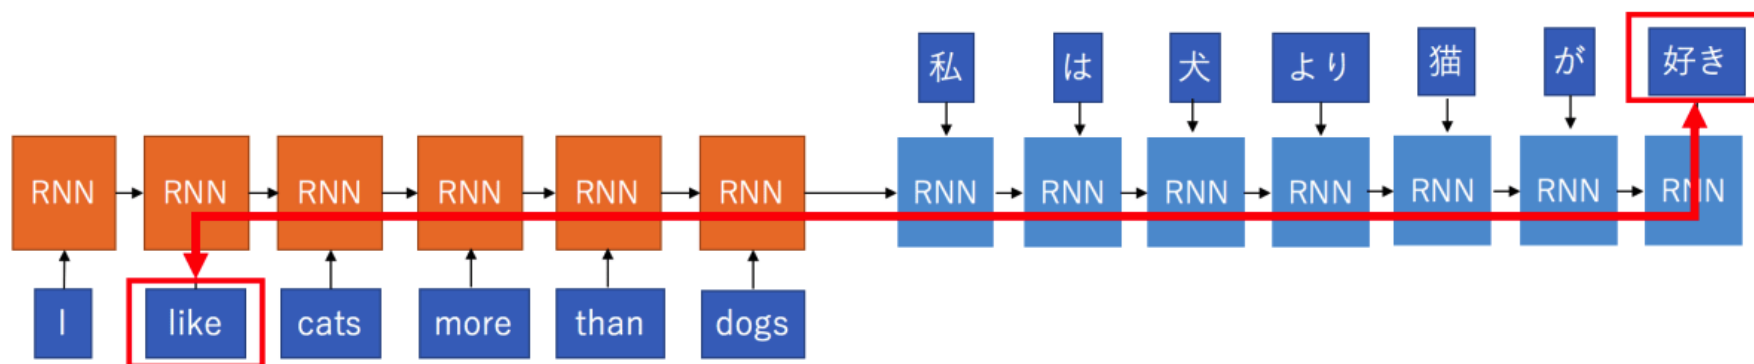 私 は 犬 より 猫 が 好き
RNN RNN RNN RNN RNN RNN RNN RNN RNN RNN RNN RNN RNN
I like cats more than dogs